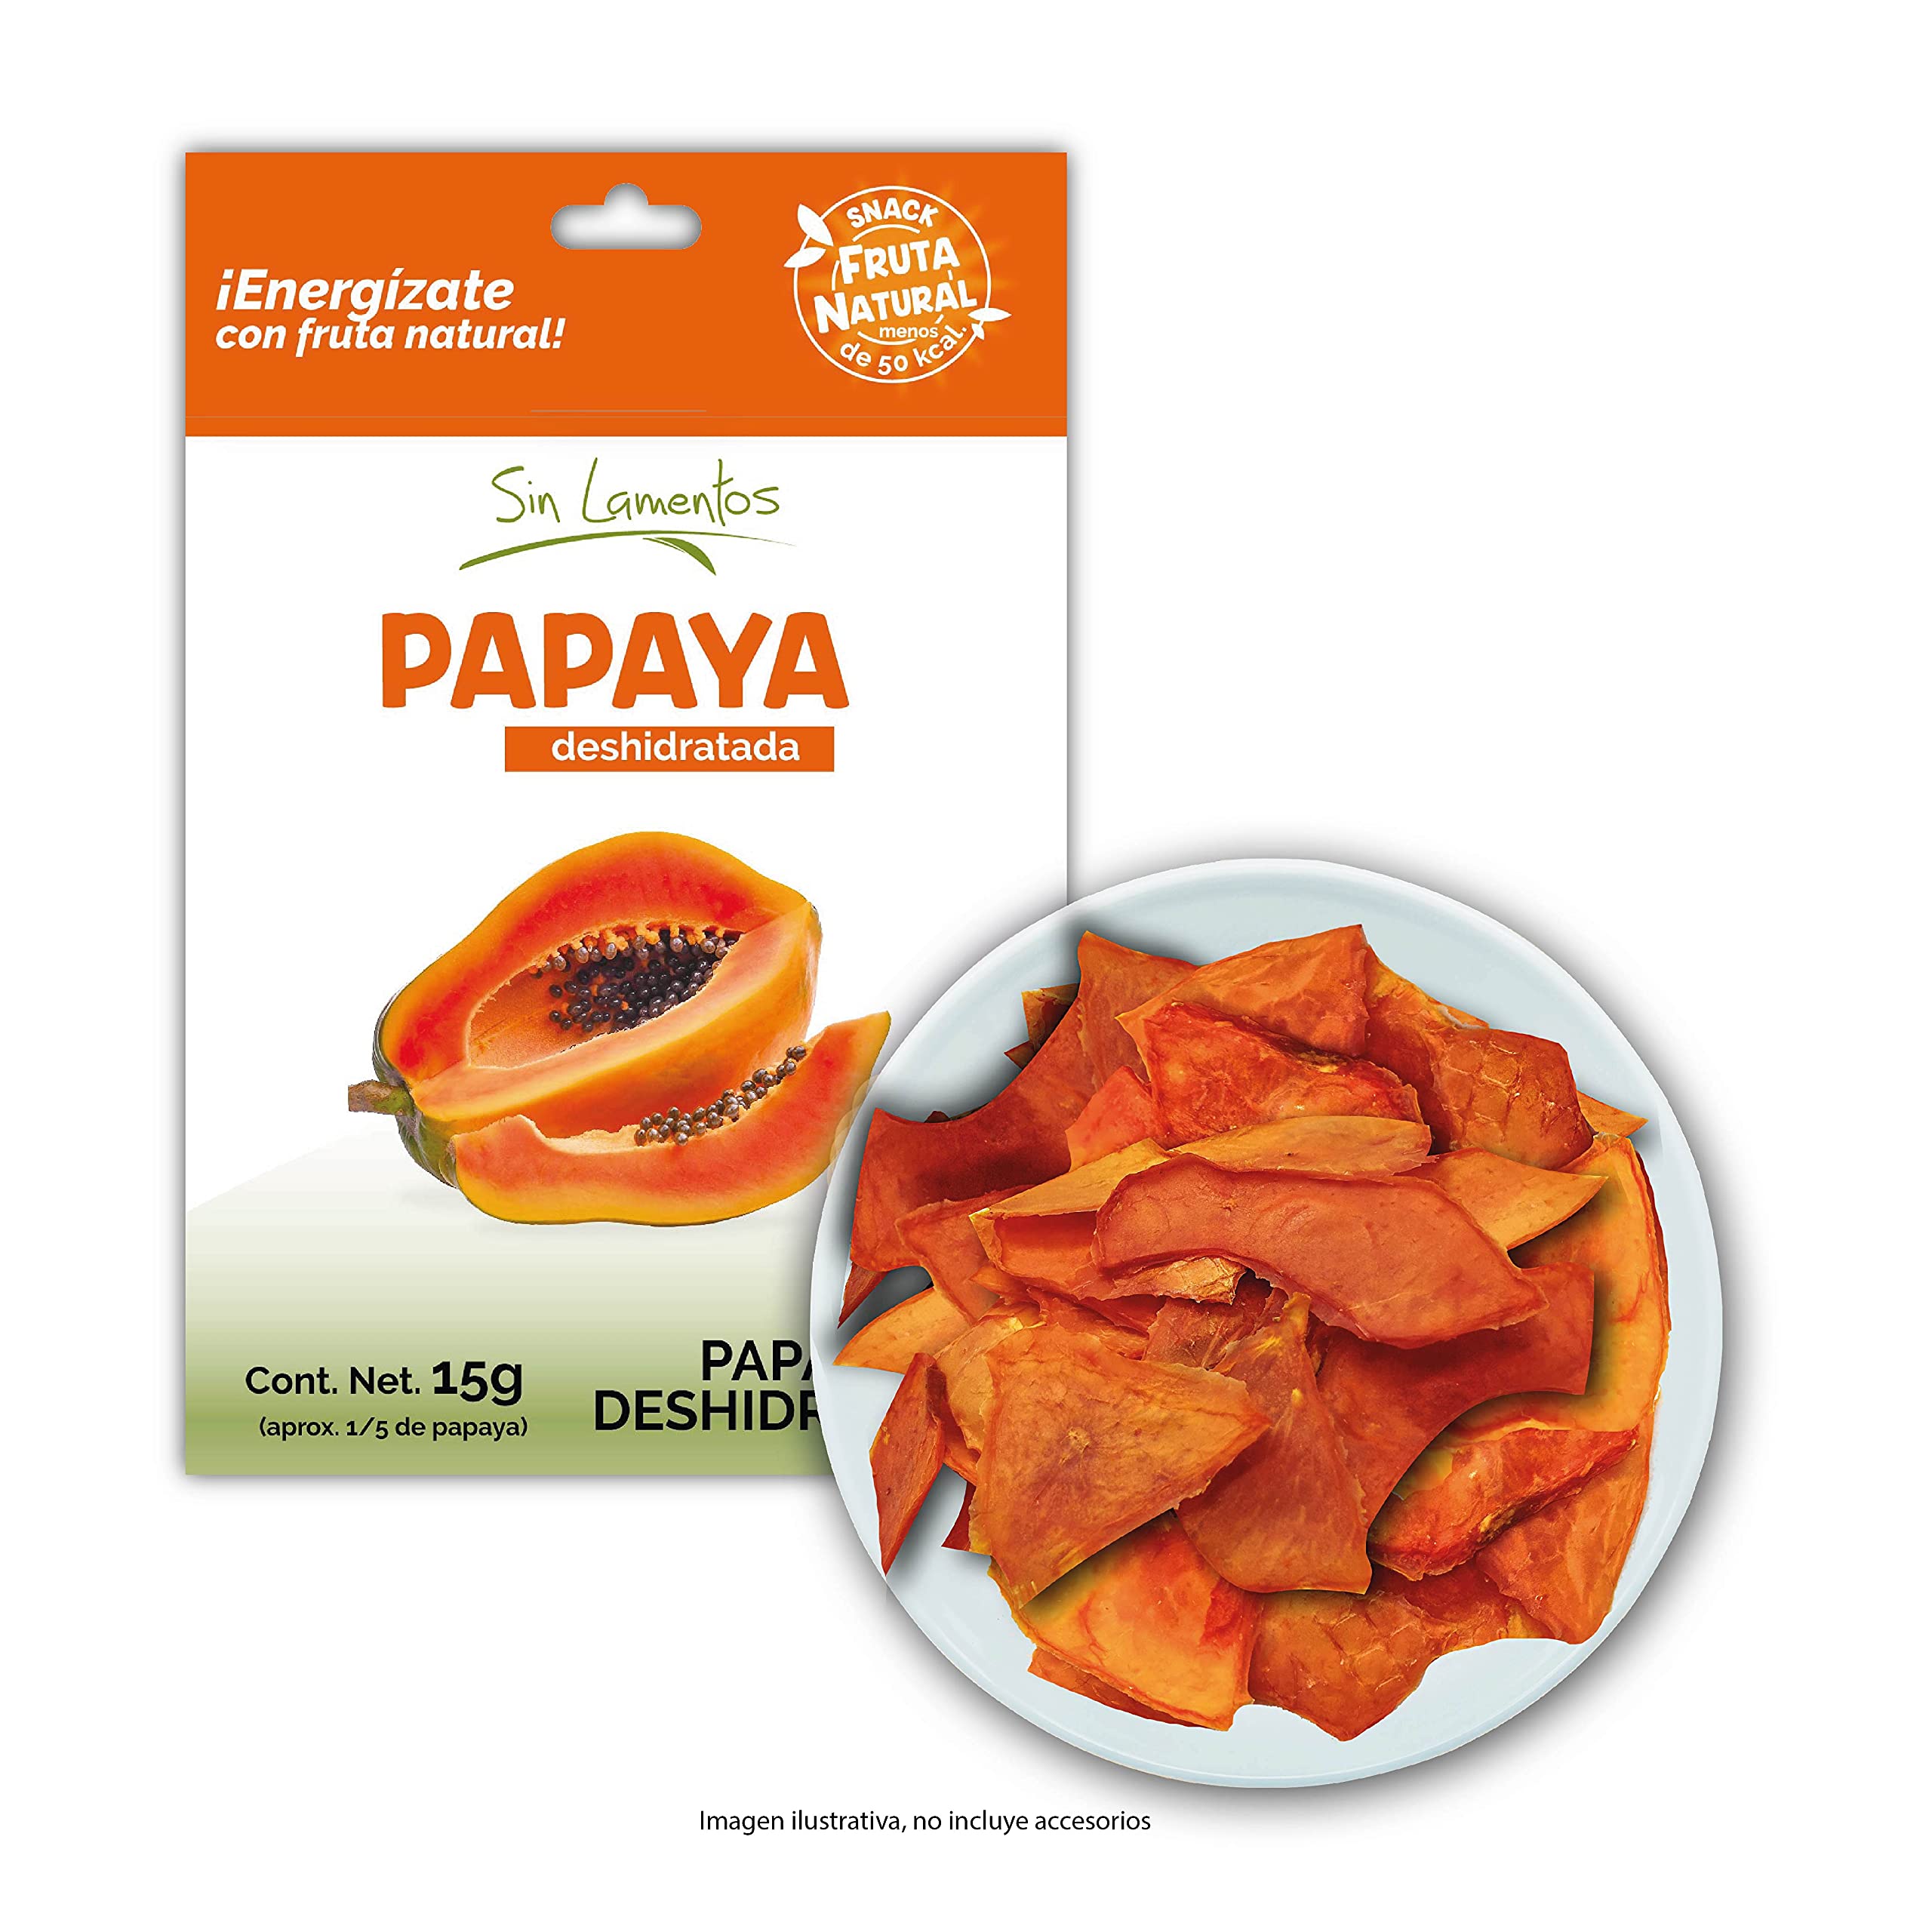 ¡Energízate
con fruta natural!
SNACK
FRUTA
NATURAL
menos
de 50 kcal.
Sin Lamentos
PAPAYA
deshidratada
Cont. Net. 15g
(aprox. 1/5 de papaya)
Imagen ilustrativa, no incluye accesorios